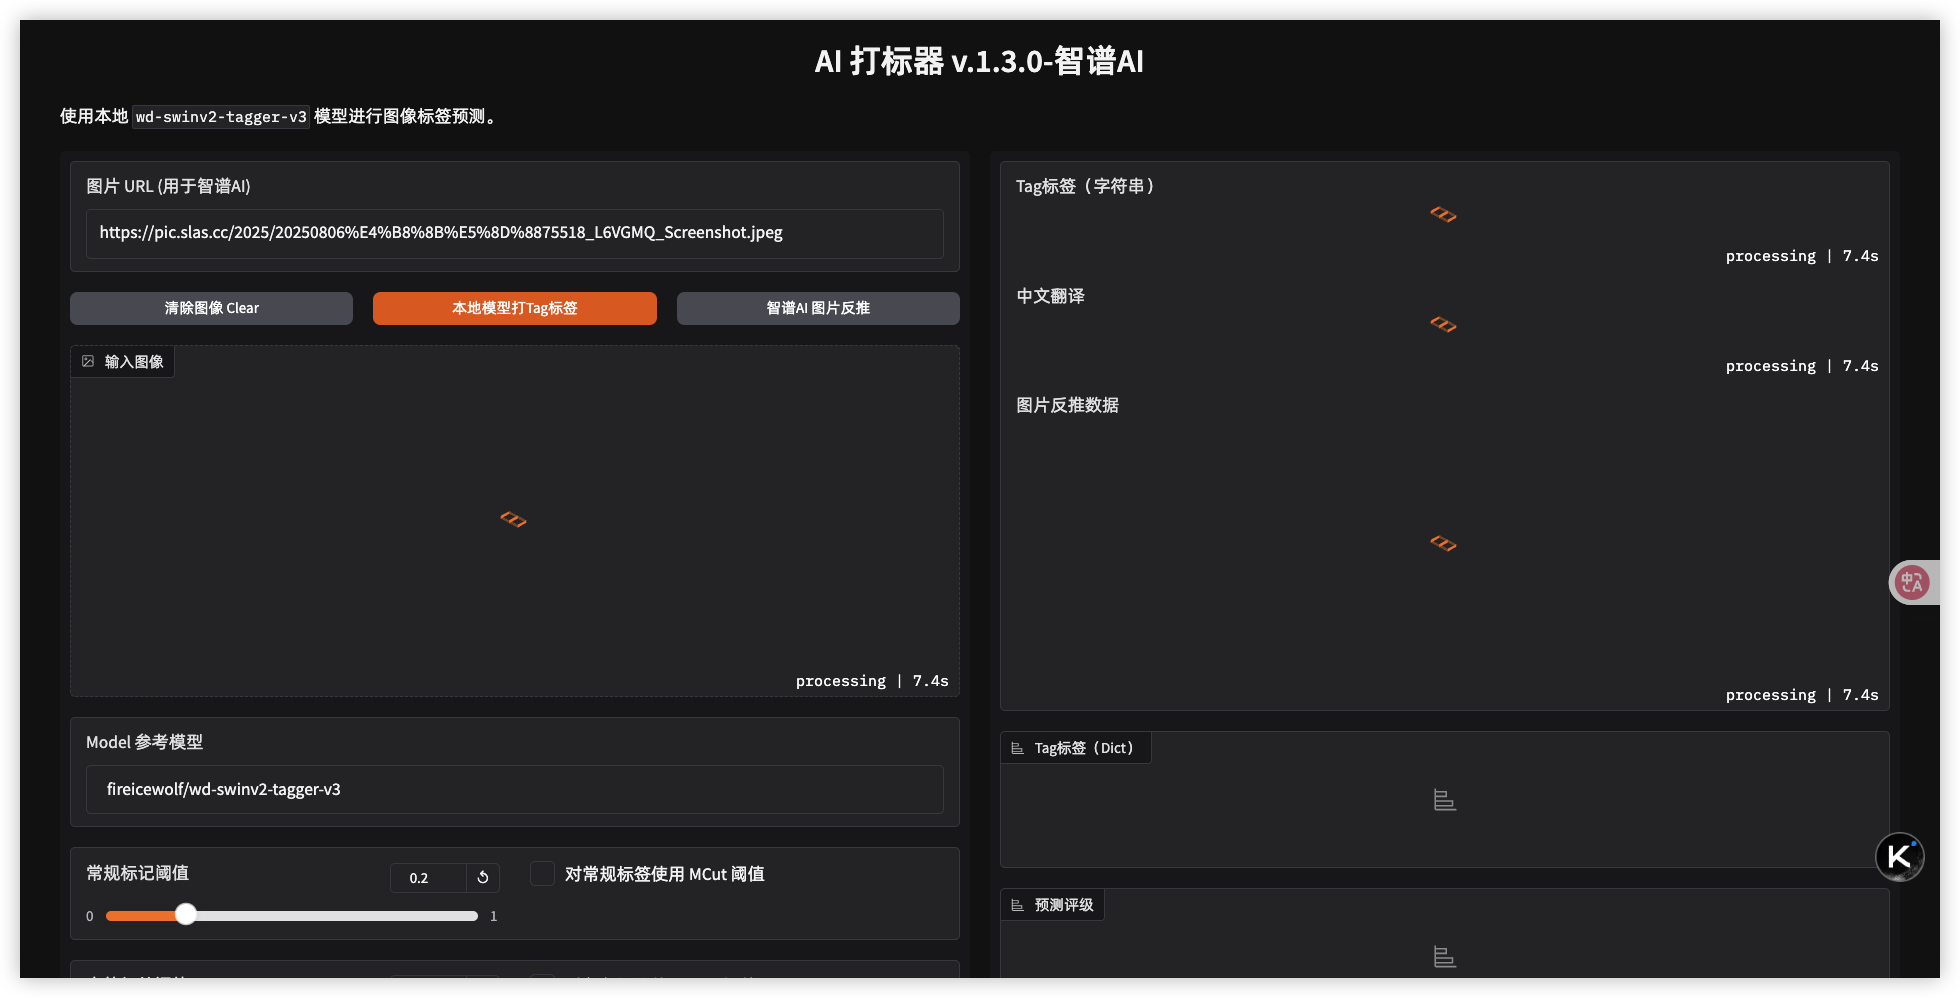 AI 打标器 v.1.3.0-智谱AI
使用本地 wd-swinv2-tagger-v3 模型进行图像标签预测。
图片 URL (用于智谱AI)
https://pic.slas.cc/2025/20250806%E4%B8%8B%E5%8D%8875518_L6VGMQ_Screenshot.jpeg
清除图像 Clear
本地模型打Tag标签
智谱AI 图片反推
输入图像
processing | 7.4s
Model 参考模型
fireicewolf/wd-swinv2-tagger-v3
常规标记阈值
0.2
对常规标签使用 MCut 阈值
0
1
Tag标签（字符串）
processing | 7.4s
中文翻译
processing | 7.4s
图片反推数据
processing | 7.4s
Tag标签（Dict）
预测评级
中A
K